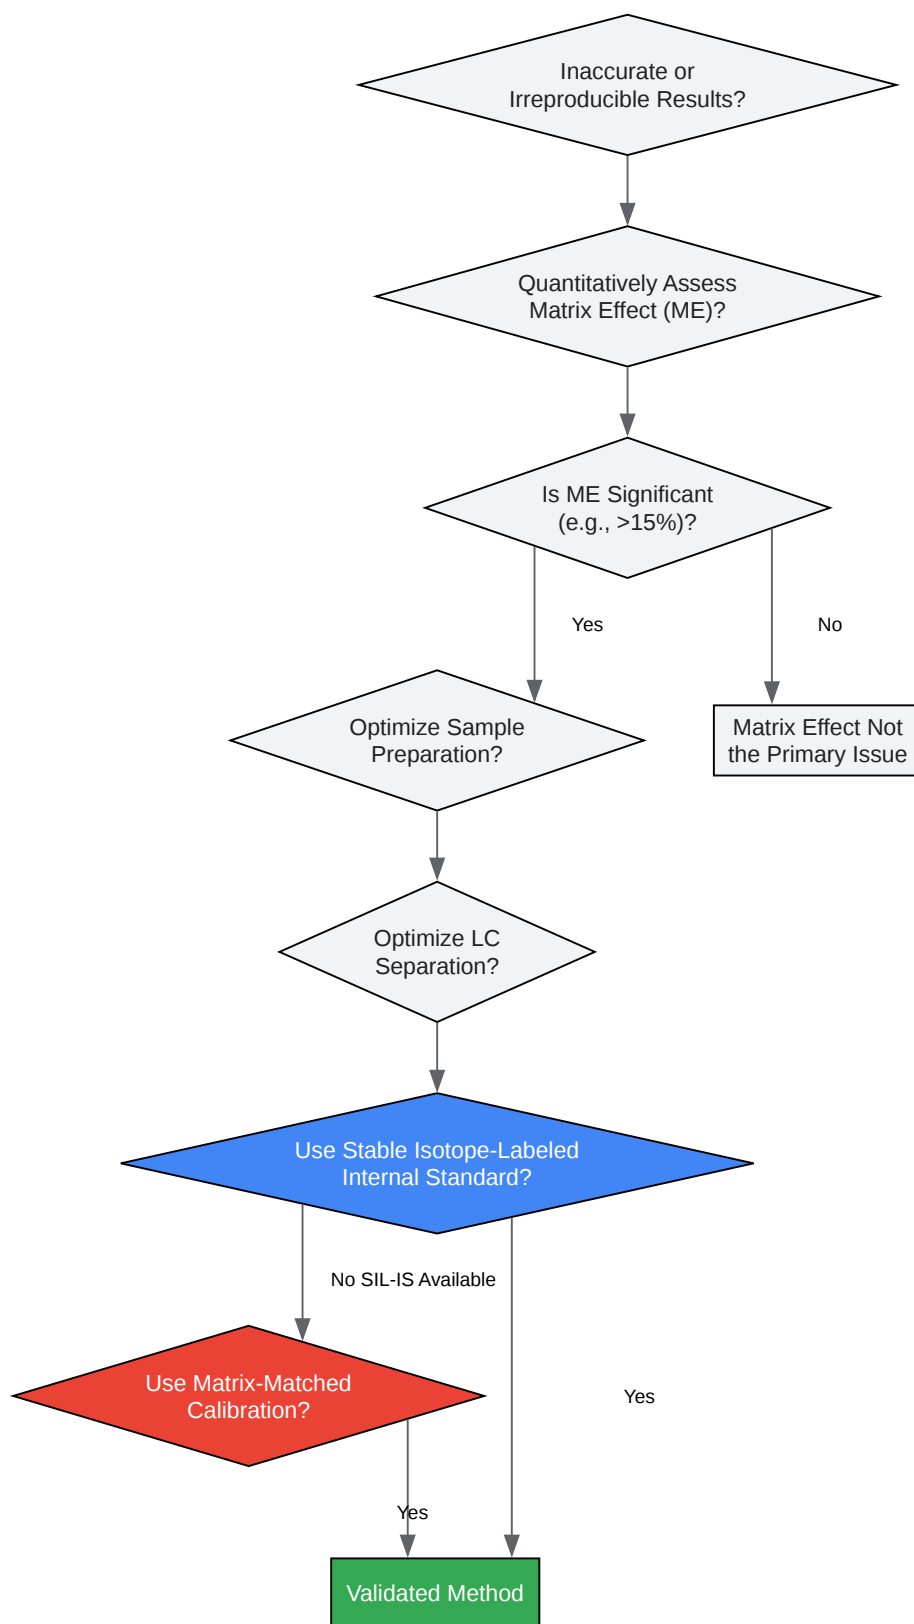 Inaccurate or
Irreproducible Results?
Quantitatively Assess
Matrix Effect (ME)?
Is ME Significant
(e.g., >15%)?
Yes
No
Optimize Sample
Preparation?
Matrix Effect Not
the Primary Issue
Optimize LC
Separation?
Use Stable Isotope-Labeled
Internal Standard?
No SIL-IS Available
Use Matrix-Matched
Calibration?
Yes
Yes
Validated Method